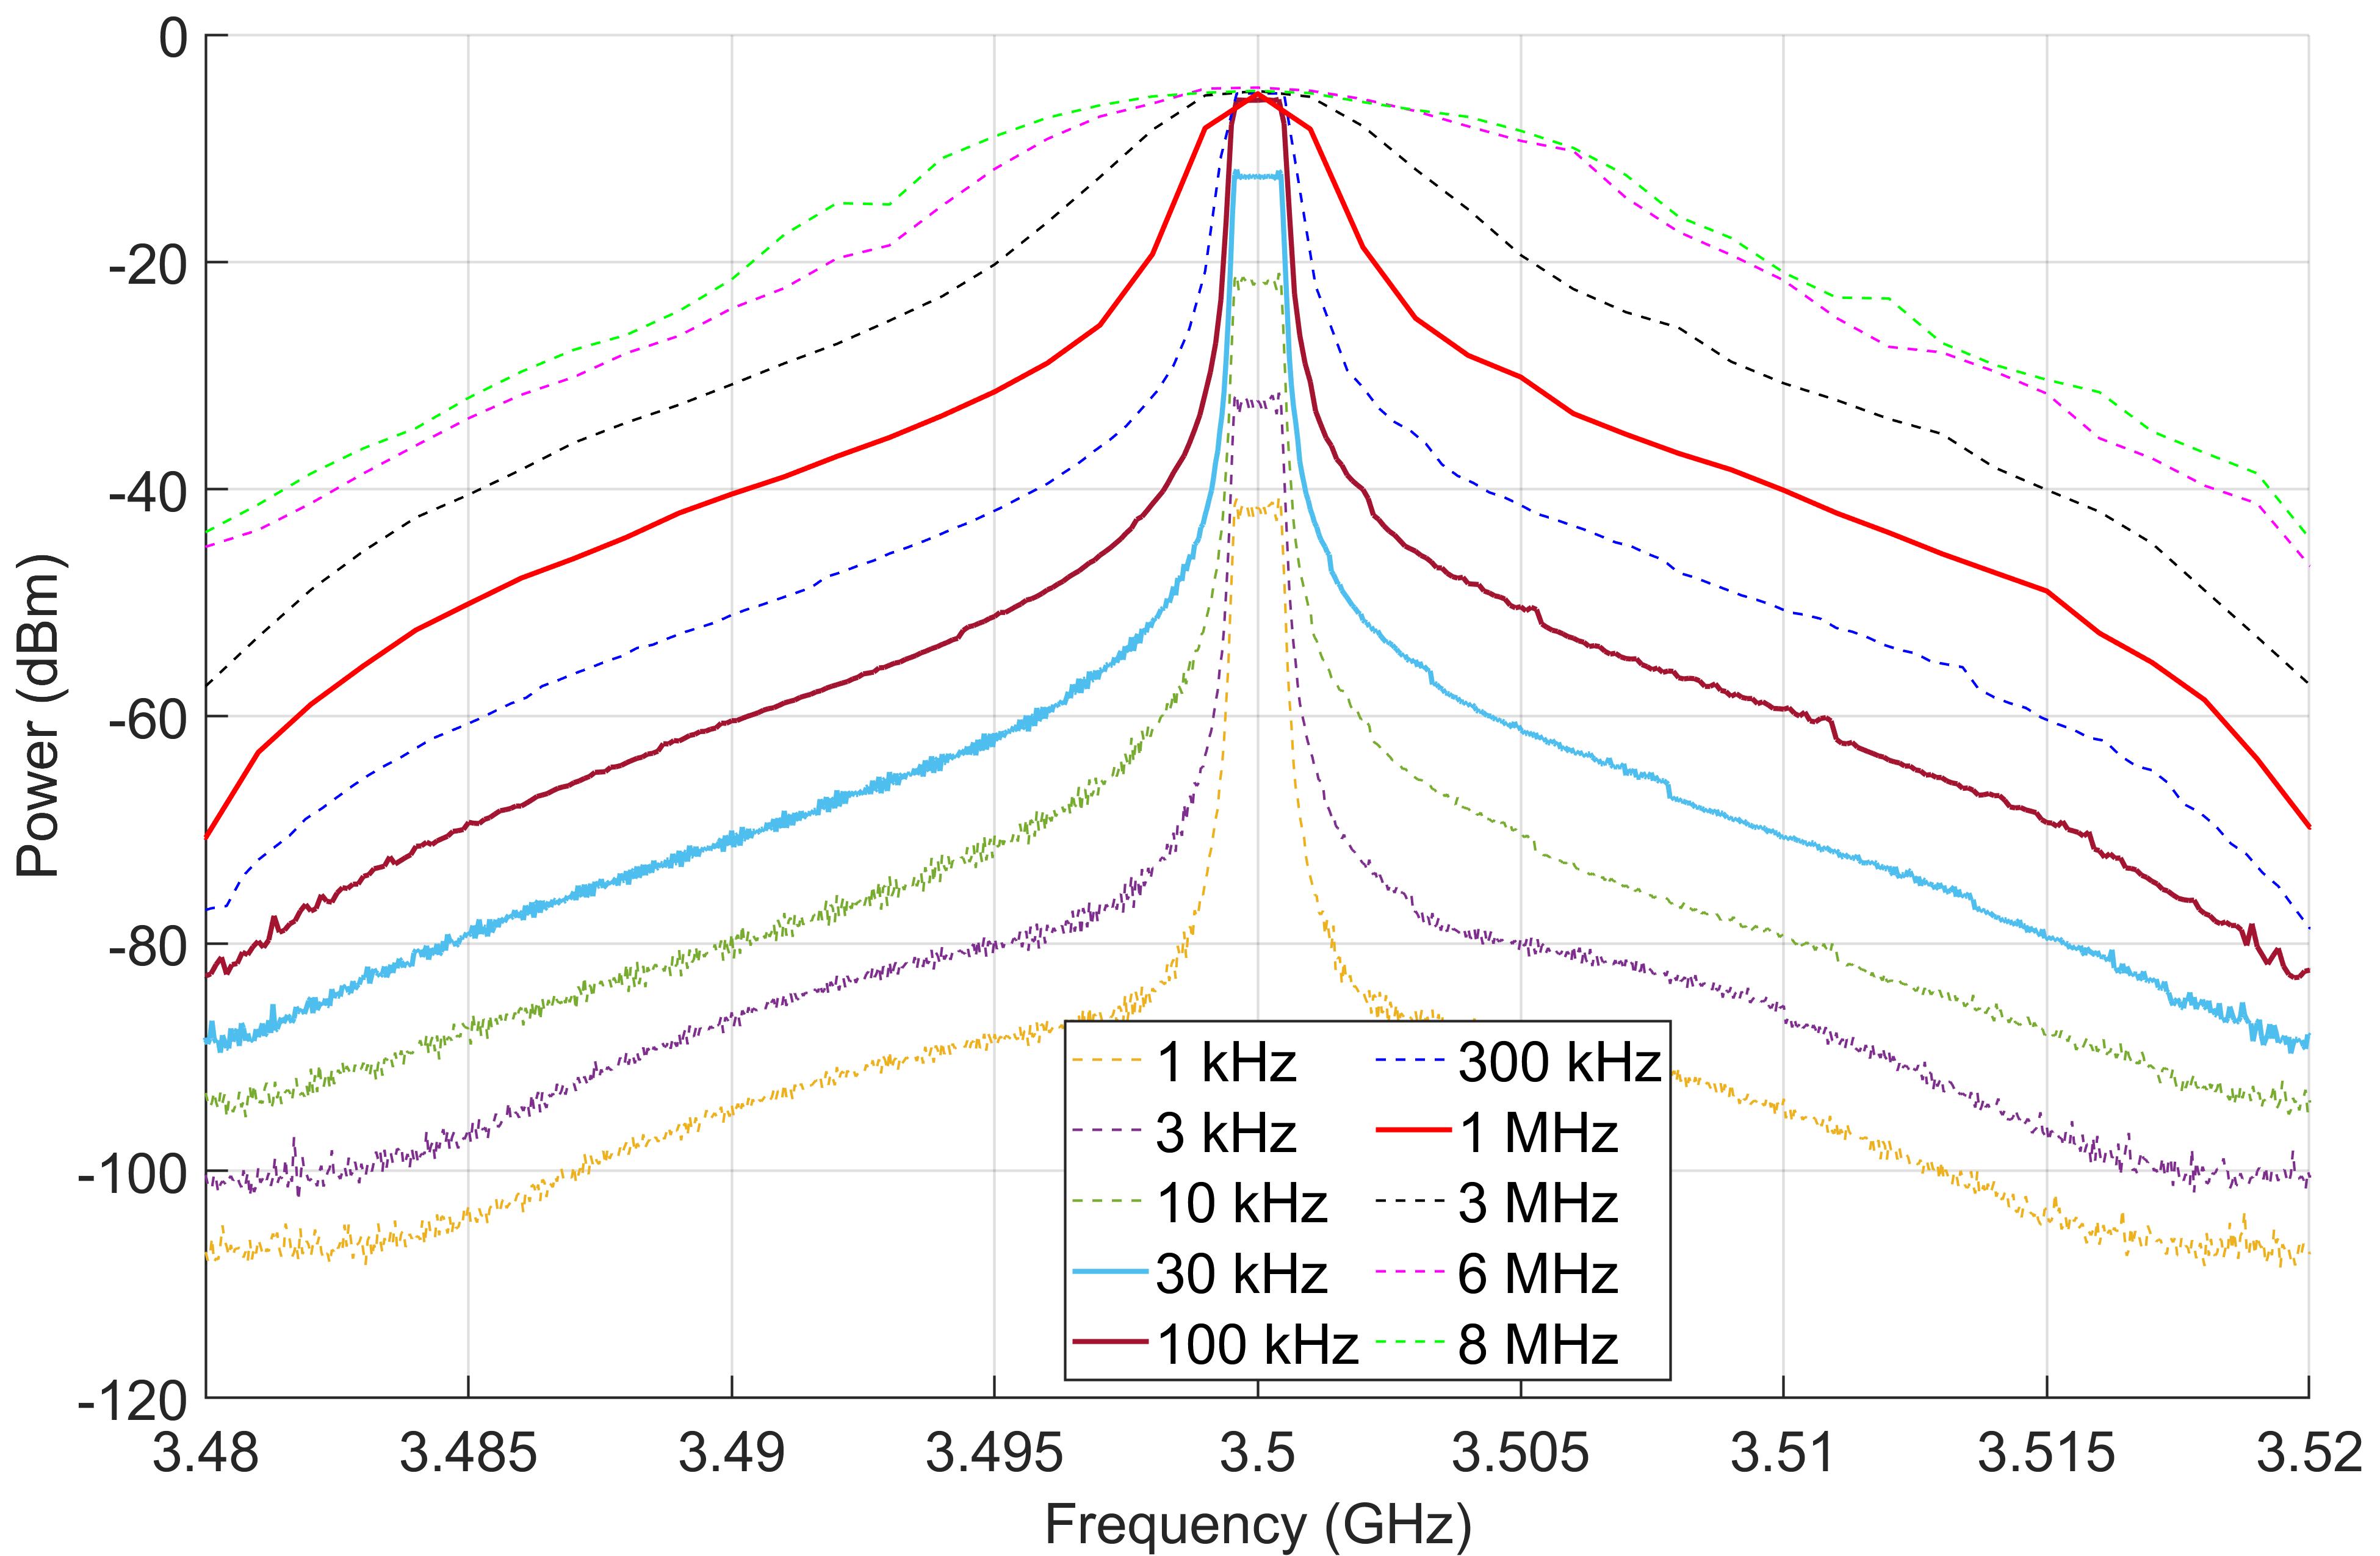 0
-20
-40
-60
-80
-100
-120
Power (dBm)
1 kHz
3 kHz
10 kHz
30 kHz
100 kHz
300 kHz
1 MHz
3 MHz
6 MHz
8 MHz
3.48 3.485 3.49 3.495 3.5 3.505 3.51 3.515 3.52
Frequency (GHz)